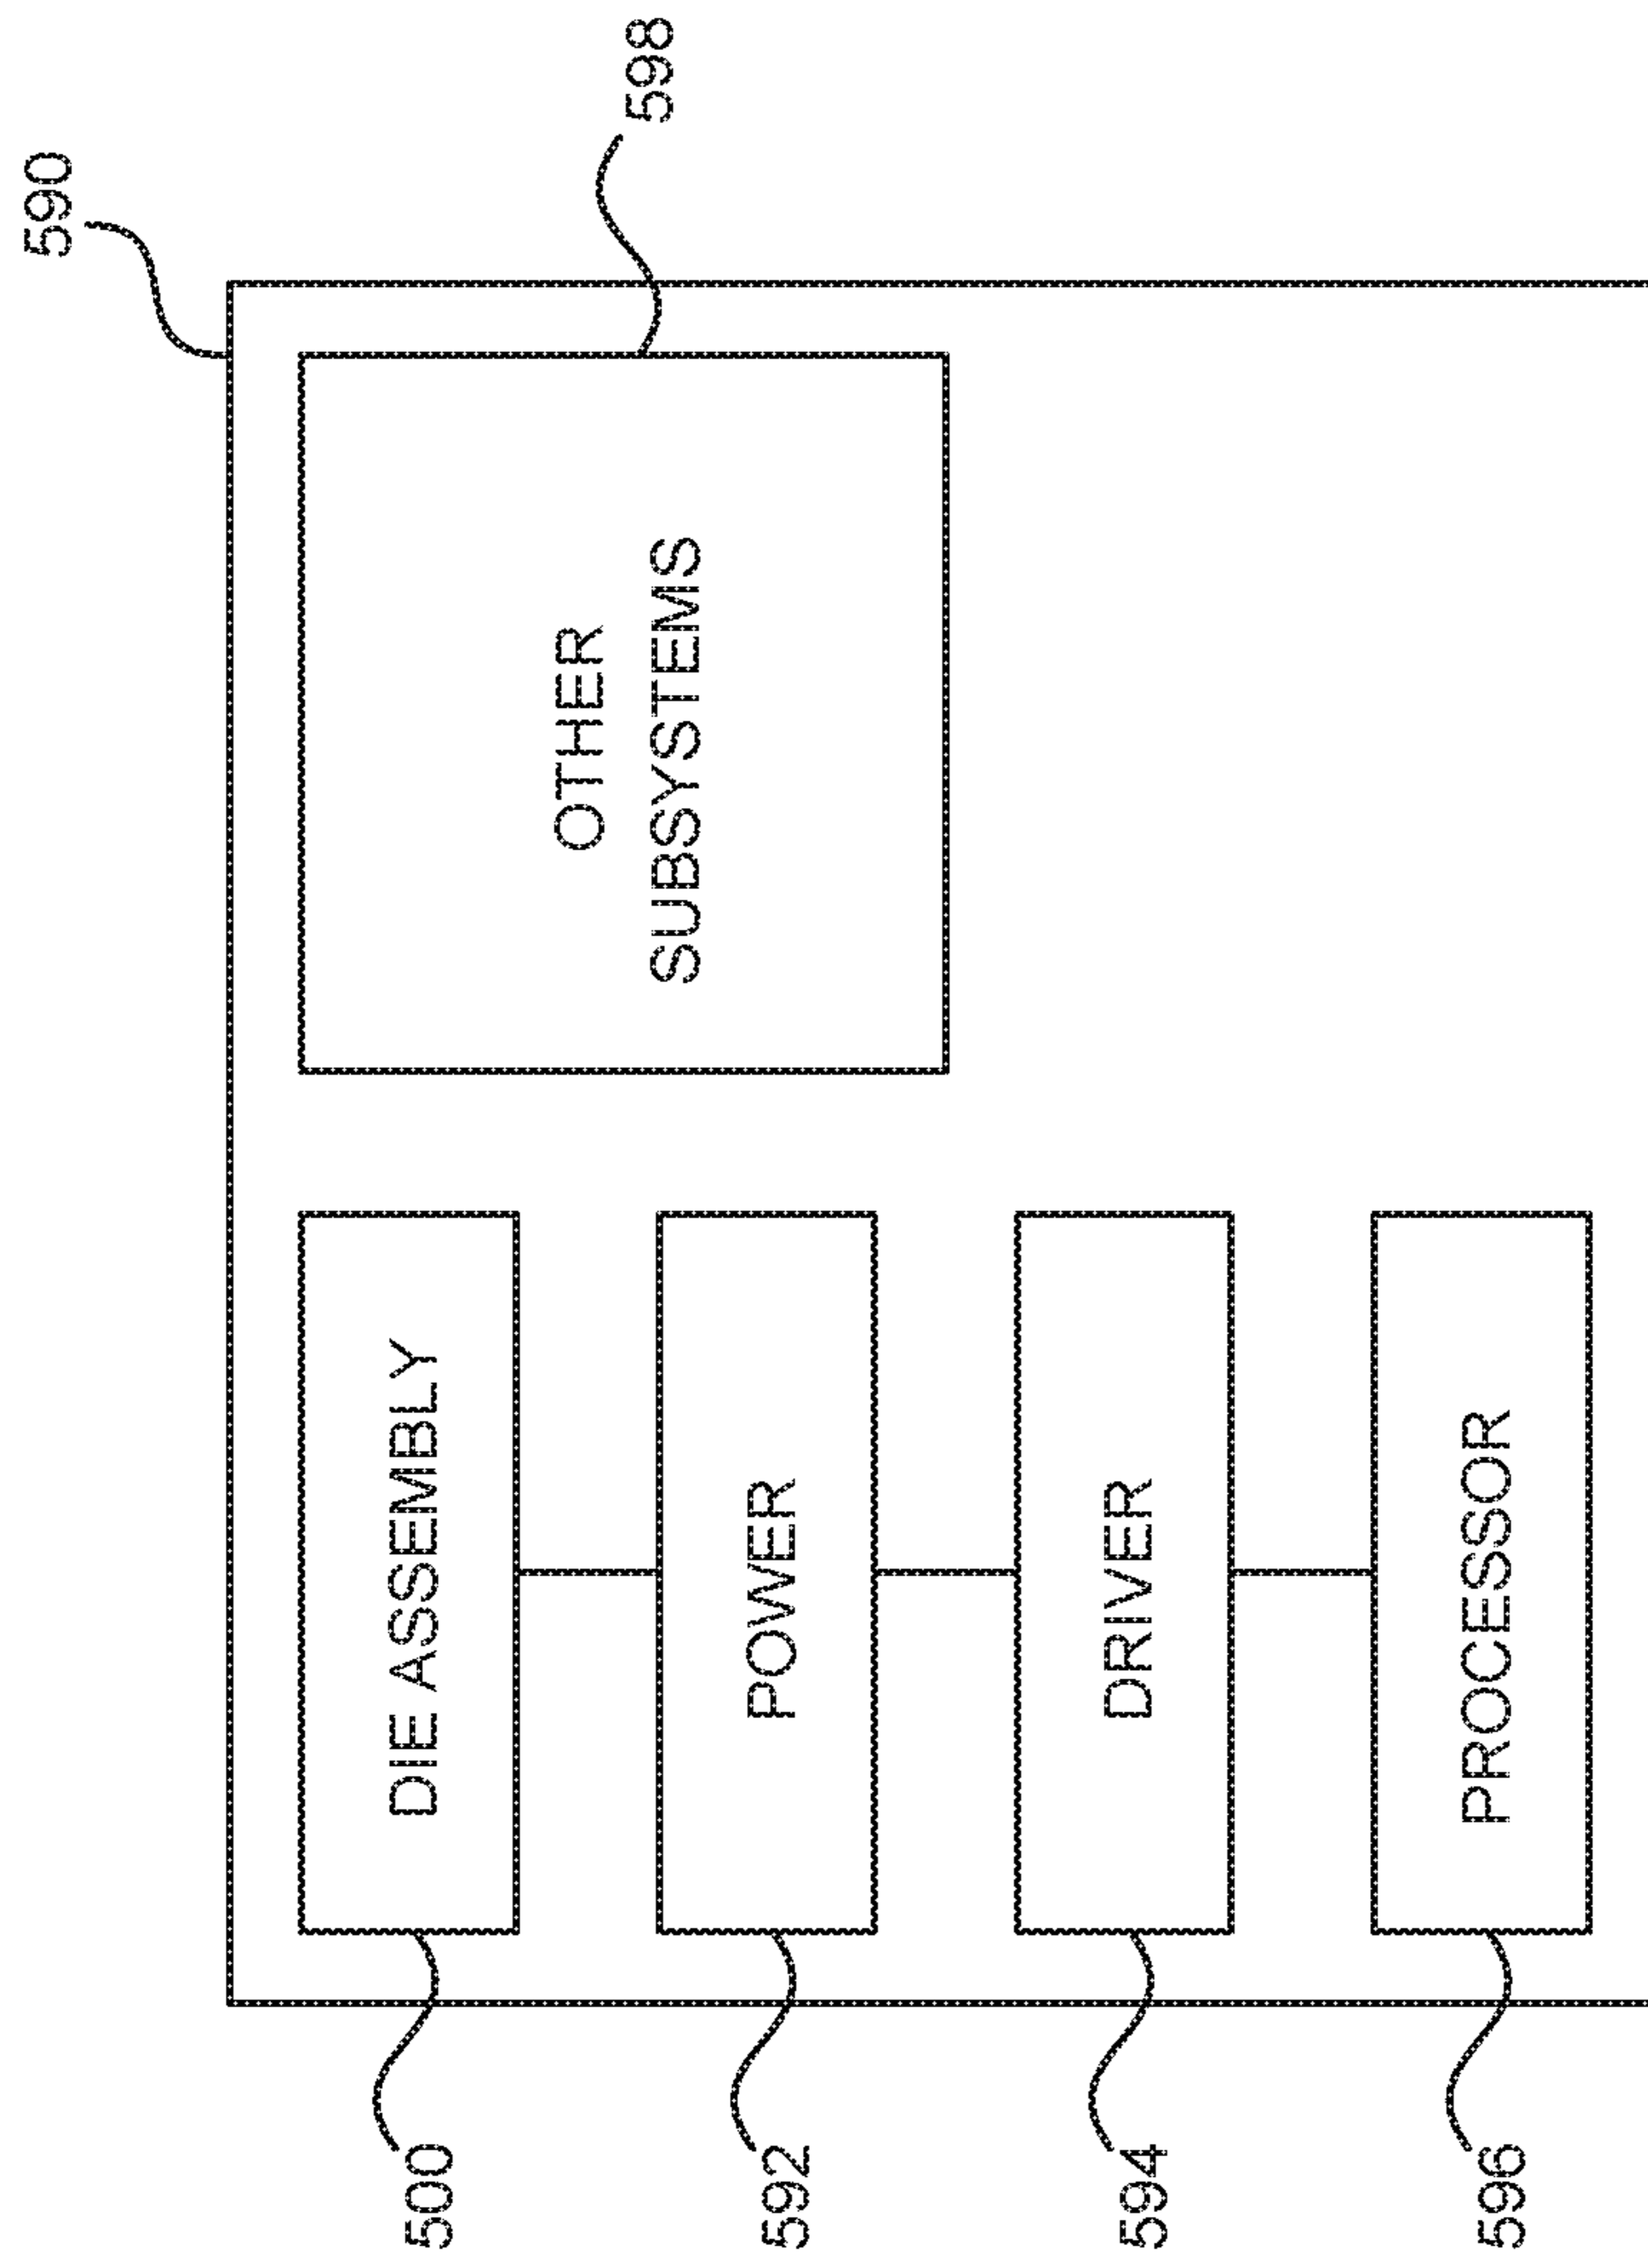 590
500
DIE ASSEMBLY
OTHER
SUBSYSTEMS
598
592
POWER
594
DRIVER
596
PROCESSOR